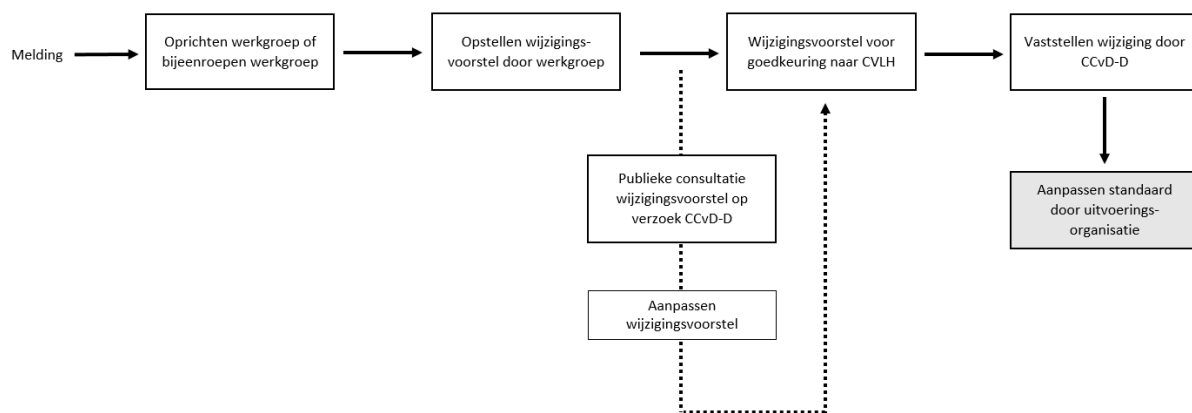 Melding
Oprichten werkgroep of
bijeenroepen werkgroep
Opstellen wijzigings-
voorstel door werkgroep
Wijzigingsvoorstel voor
goedkeuring naar CVLH
Vaststellen wijziging door
CCvD-D
Publieke consultatie
wijzigingsvoorstel op
verzoek CCvD-D
Aanpassen
wijzigingsvoorstel
Aanpassen standaard
door uitvoerings-
organisatie